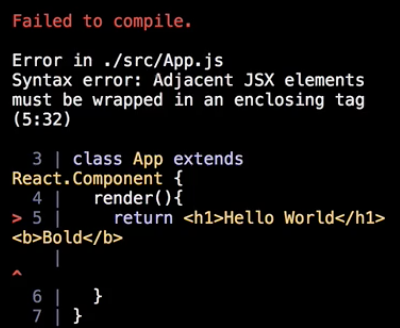 Failed to compile.
Error in ./src/App.js
Syntax error: Adjacent JSX elements
must be wrapped in an enclosing tag
(5:32)
3 | class App extends
React.Component {
4 |   render(){
> 5 |     return <h1>Hello World</h1>
<b>Bold</b>
|
^
6 |   }
7 | }